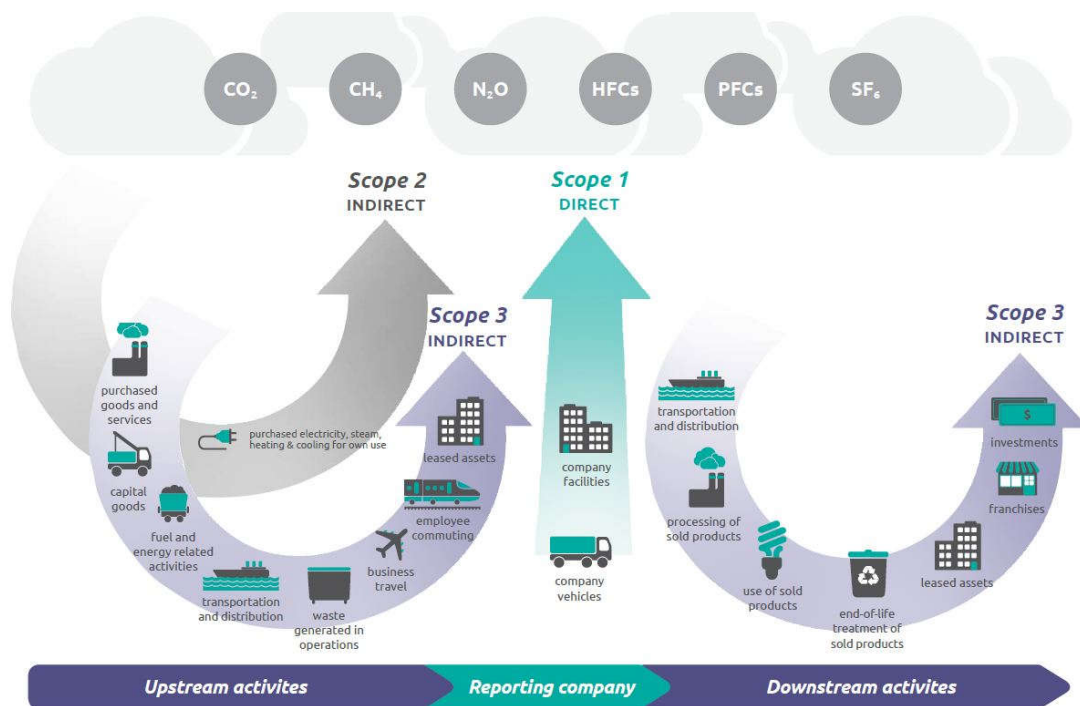 CO₂
CH₄
N₂O
HFCs
PFCs
SF₆
Scope 2
INDIRECT
Scope 1
DIRECT
Scope 3
INDIRECT
Scope 3
INDIRECT
purchased
goods and
services
capital
goods
fuel and
energy related
activities
purchased electricity, steam,
heating & cooling for own use
transportation
and distribution
waste
generated in
operations
business
travel
employee
commuting
leased assets
company
facilities
company
vehicles
transportation
and distribution
processing of
sold products
use of sold
products
end-of-life
treatment of
sold products
leased assets
franchises
$
investments
Upstream activites
Reporting company
Downstream activites